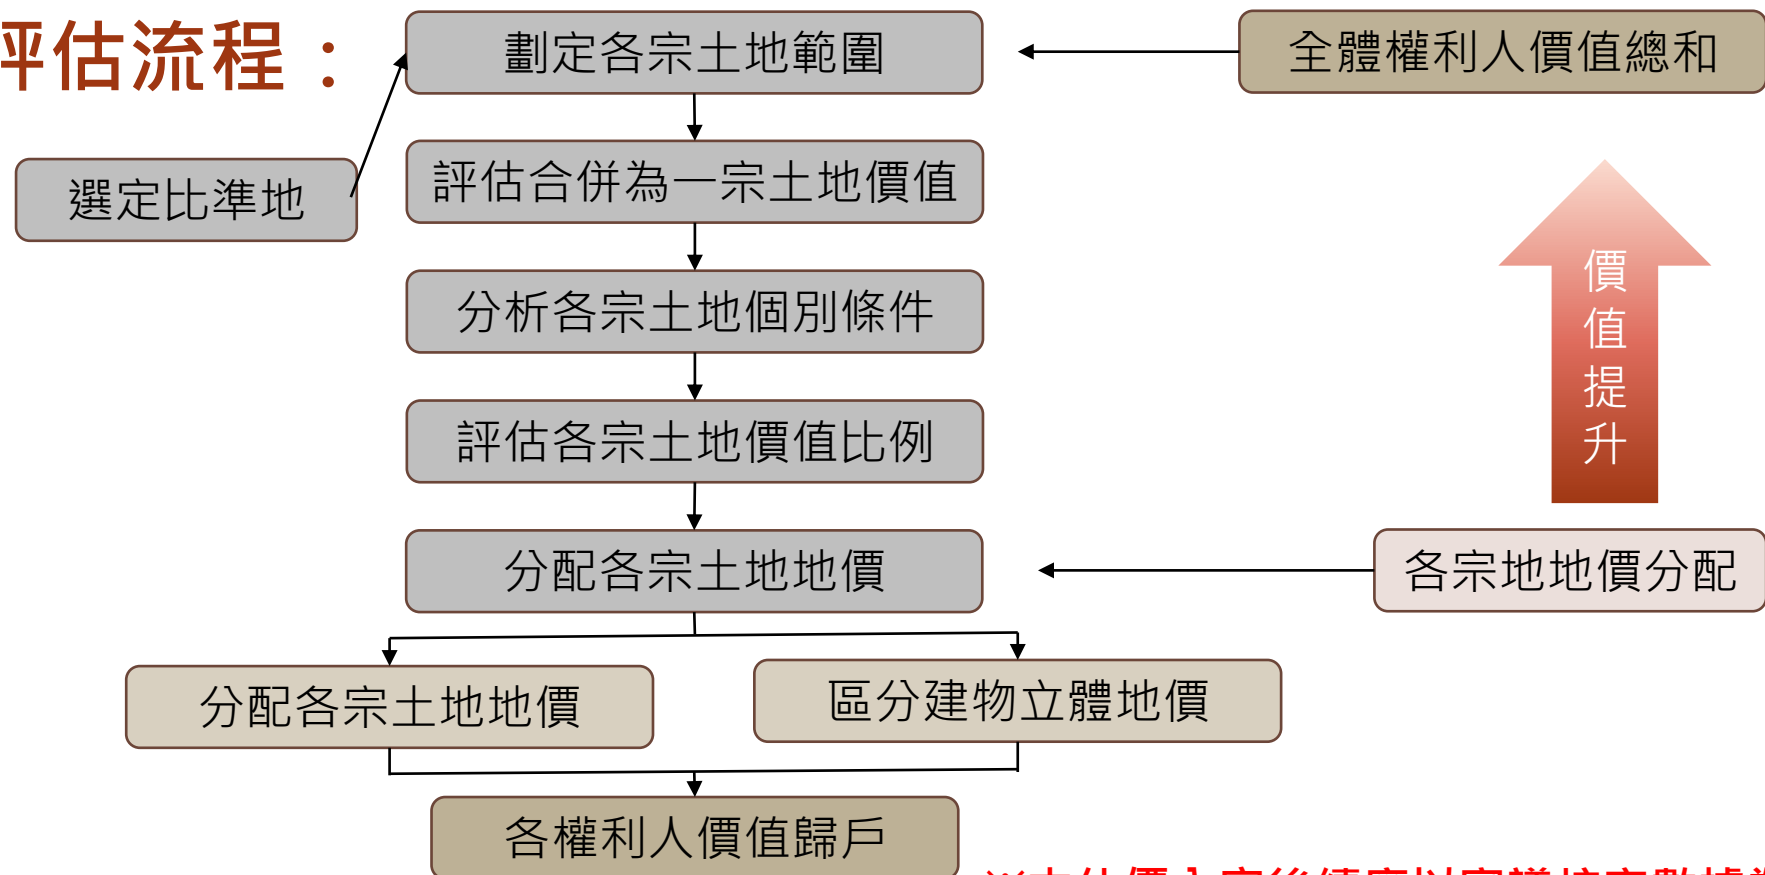 評估流程：
劃定各宗土地範圍
全體權利人價值總和
選定比準地
評估合併為一宗土地價值
分析各宗土地個別條件
價值提升
評估各宗土地價值比例
分配各宗土地地價
各宗地地價分配
分配各宗土地地價
區分建物立體地價
各權利人價值歸戶